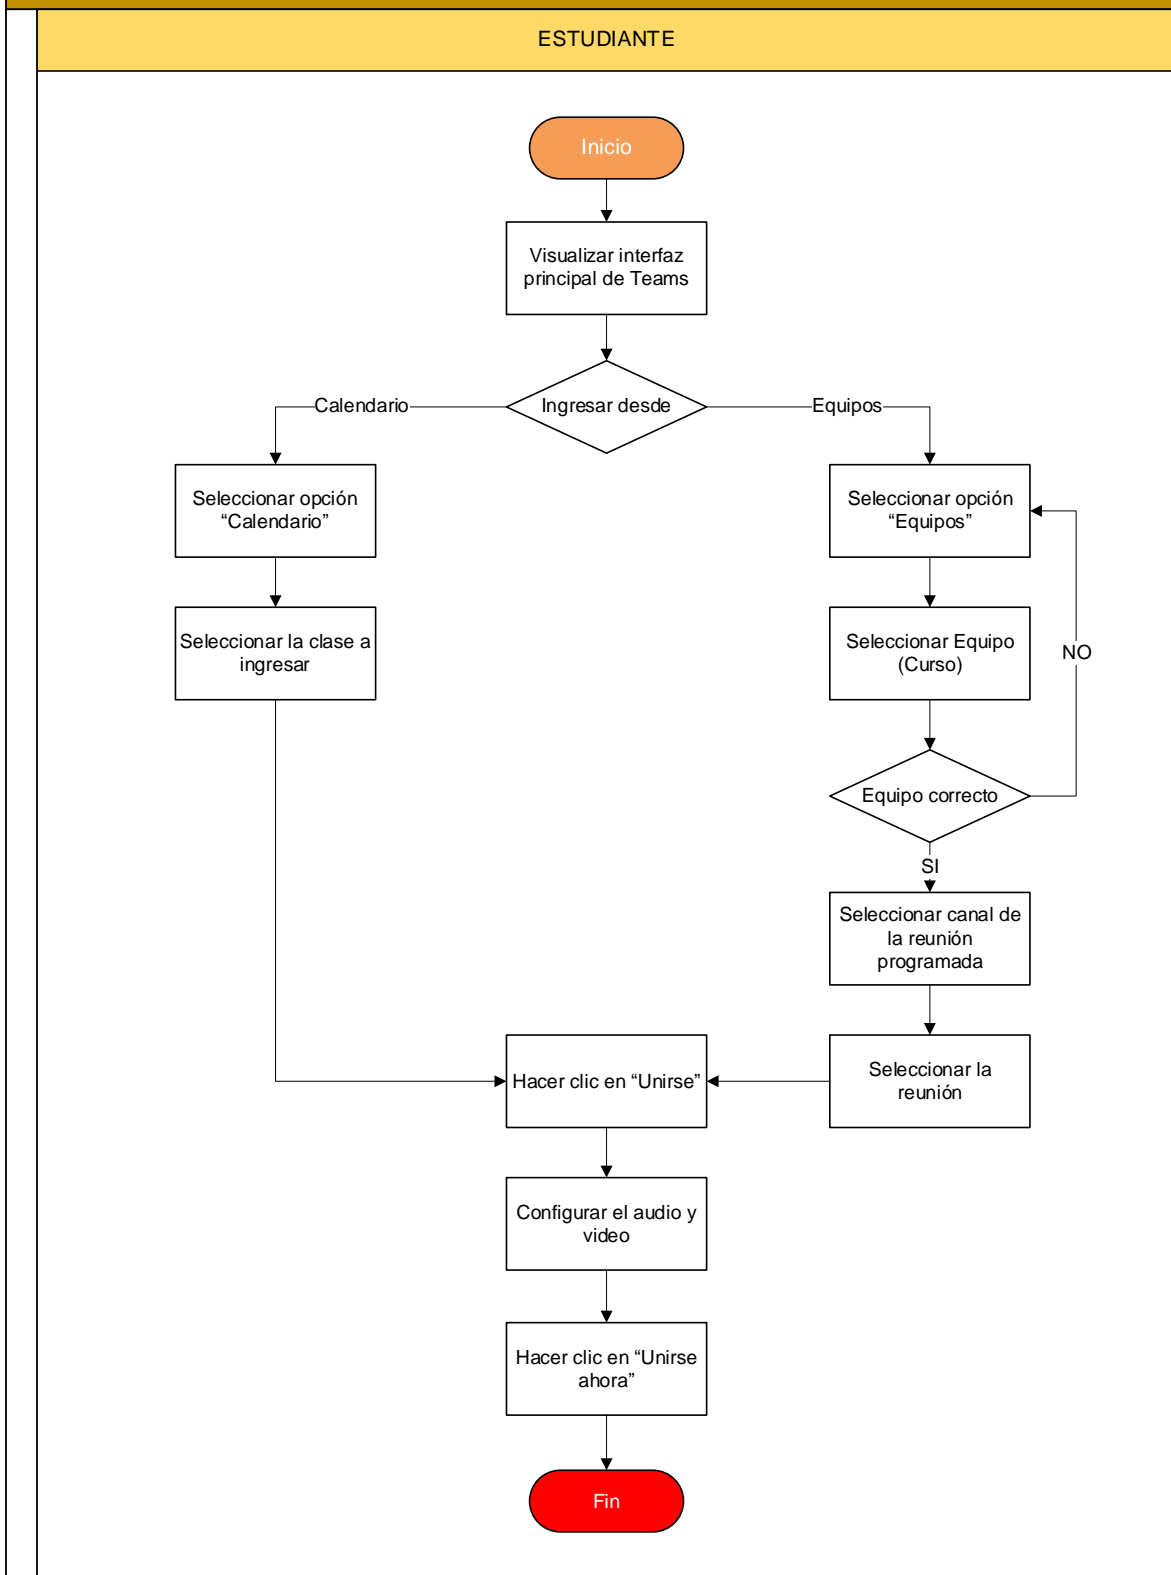 ESTUDIANTE
Inicio
Visualizar interfaz
principal de Teams
Ingresar desde
Calendario
Equipos
Seleccionar opción
“Calendario”
Seleccionar opción
“Equipos”
Seleccionar la clase a
ingresar
Seleccionar Equipo
(Curso)
NO
Equipo correcto
SI
Seleccionar canal de
la reunión
programada
Hacer clic en “Unirse”
Seleccionar la
reunión
Configurar el audio y
video
Hacer clic en “Unirse
ahora”
Fin